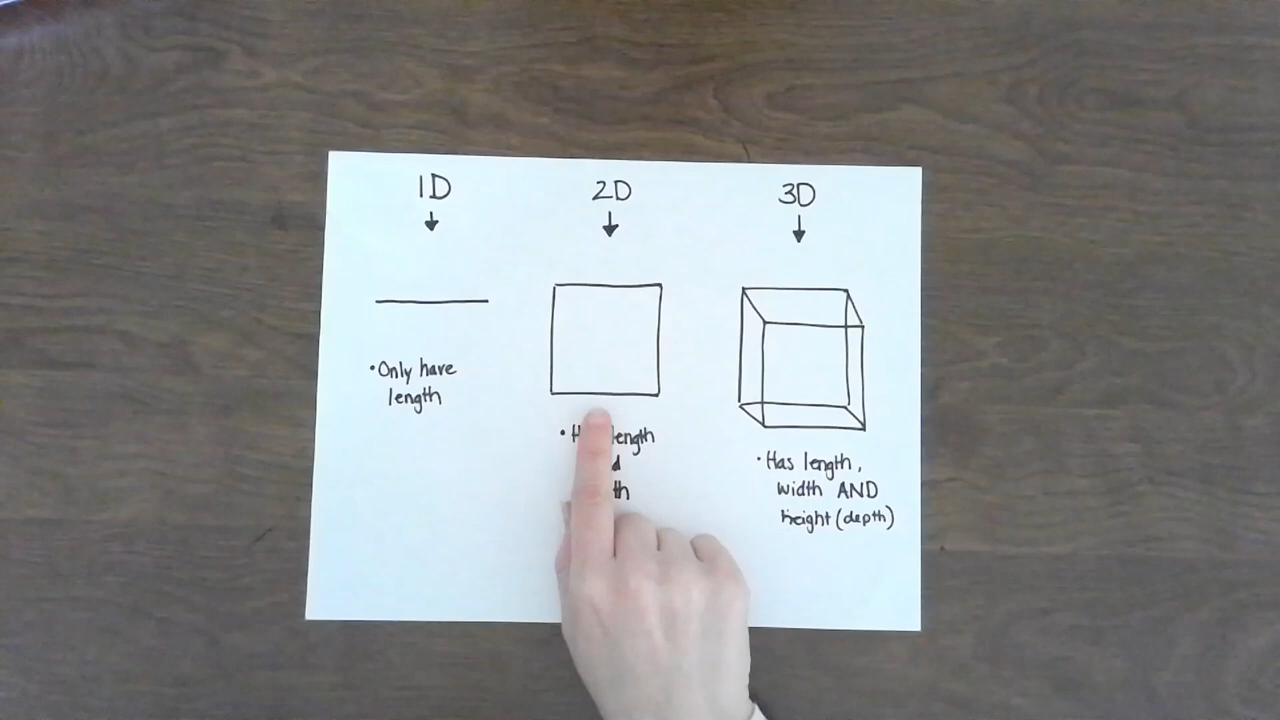 1D
2D
3D
• Only have
length
• length
• Has length,
width AND
height (depth)